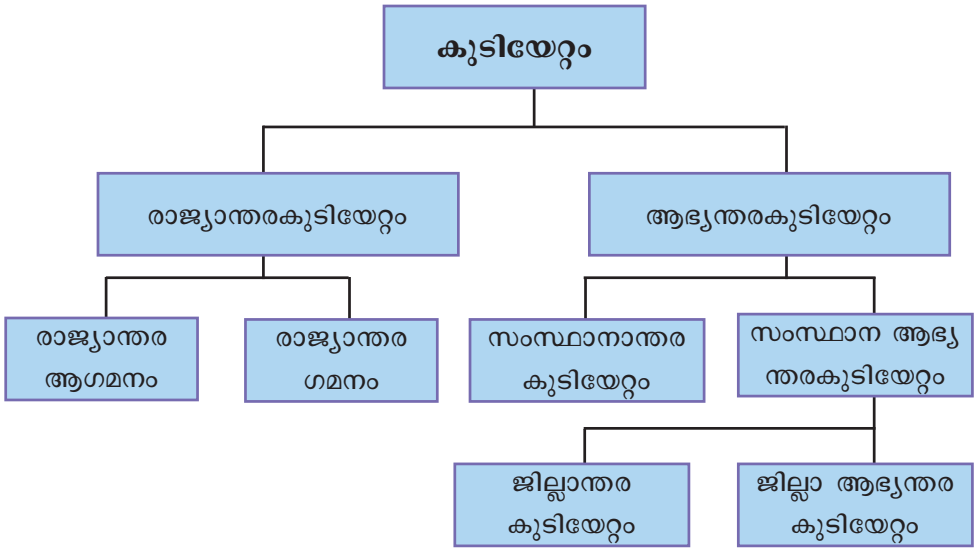 കുടിയേറ്റം
രാജ്യാന്തരകുടിയേറ്റം
ആഭ്യന്തരകുടിയേറ്റം
രാജ്യാന്തര
ആഗമനം
രാജ്യാന്തര
ഗമനം
സംസ്ഥാനാന്തര
കുടിയേറ്റം
സംസ്ഥാന ആഭ്യ
ന്തരകുടിയേറ്റം
ജില്ലാന്തര
കുടിയേറ്റം
ജില്ലാ ആഭ്യന്തര
കുടിയേറ്റം